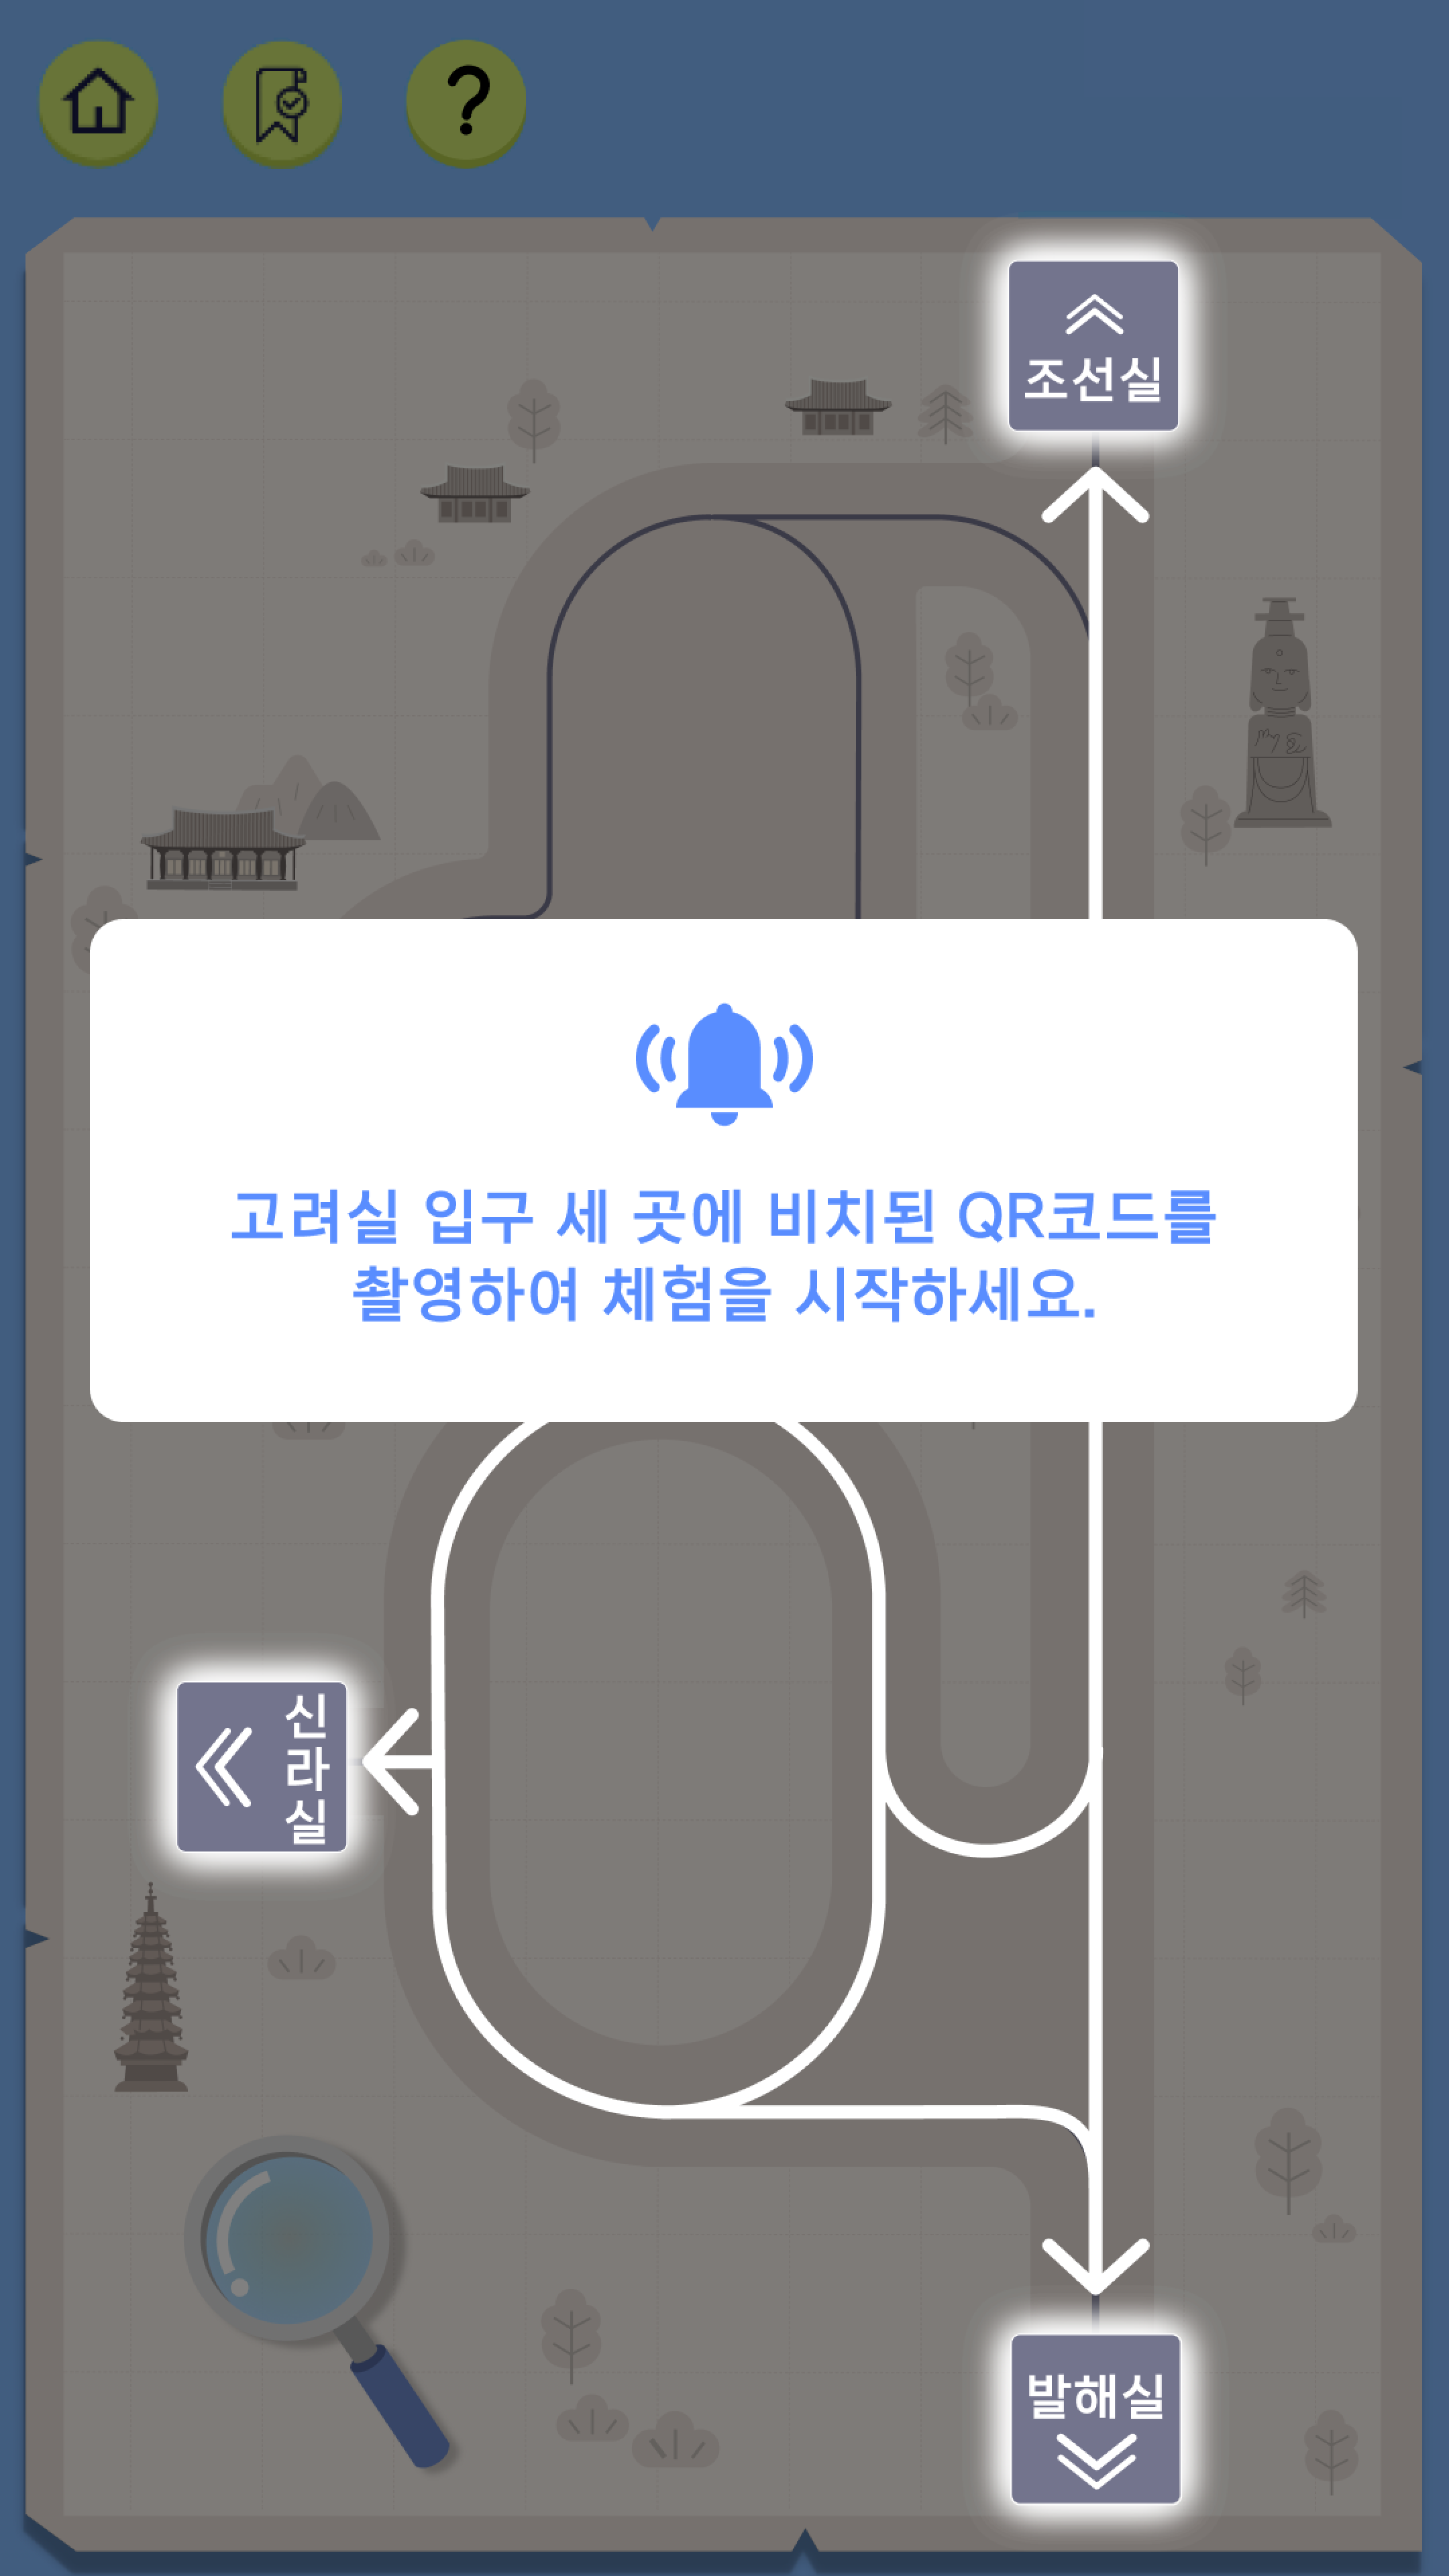 ?
조선실
고려실 입구 세 곳에 비치된 QR코드를
촬영하여 체험을 시작하세요.
신
라
실
발해실